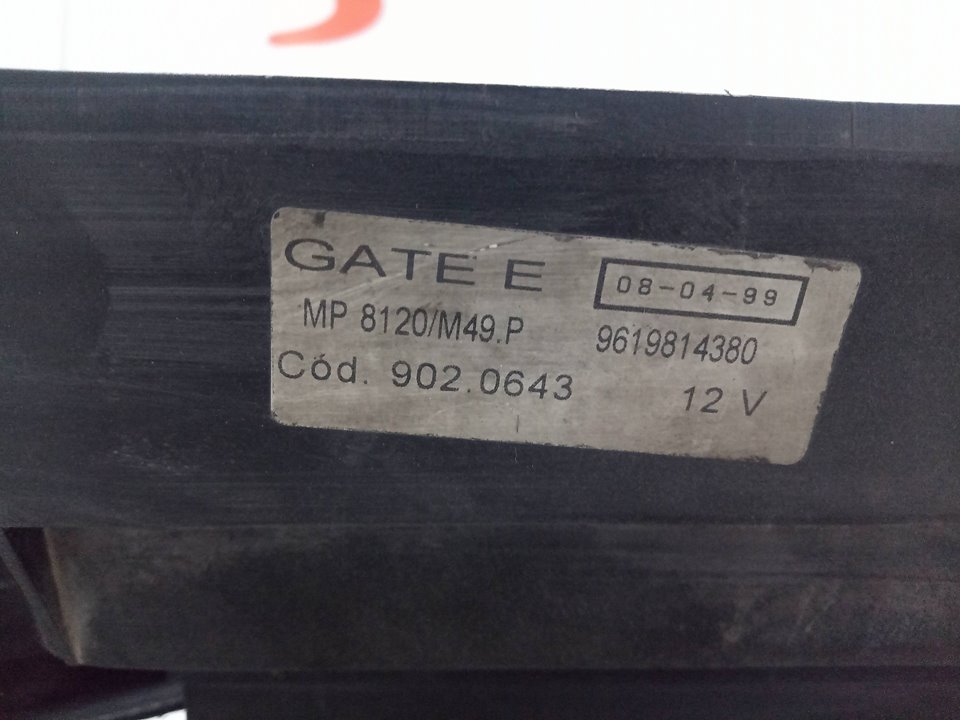 GATE E 08-04-99
MP 8120/M49.P 9619814380
Cód. 902.0643 12 V